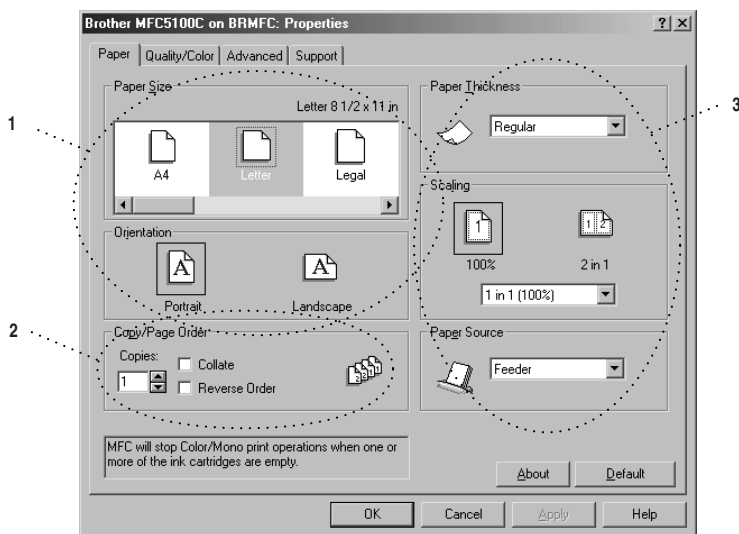 Brother MFC5100C on BRMFC: Properties
Paper Quality/Color Advanced Support
Paper Size
Letter 8 1/2 x 11 in
A4 Letter Legal
Orientation
Portrait Landscape
Copy/Page Order
Copies:
1
Collate
Reverse Order
2 2 1 1
MFC will stop Color/Mono print operations when one or
more of the ink cartridges are empty.
Paper Thickness
Regular
Scaling
1 1 2
100% 2 in 1
1 in 1 (100%)
Paper Source
Feeder
About Default
OK Cancel Apply Help
1
2
3
A A